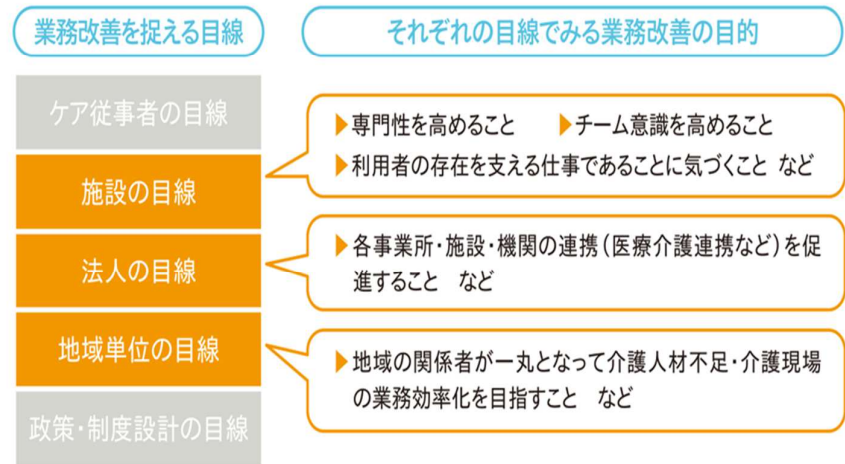 業務改善を捉える目線
それぞれの目線でみる業務改善の目的
ケア従事者の目線
施設の目線
法人の目線
地域単位の目線
政策・制度設計の目線
▶専門性を高めること ▶チーム意識を高めること
▶利用者の存在を支える仕事であることに気づくこと など
▶各事業所・施設・機関の連携（医療介護連携など）を促
進すること など
▶地域の関係者が一丸となって介護人材不足・介護現場
の業務効率化を目指すこと など